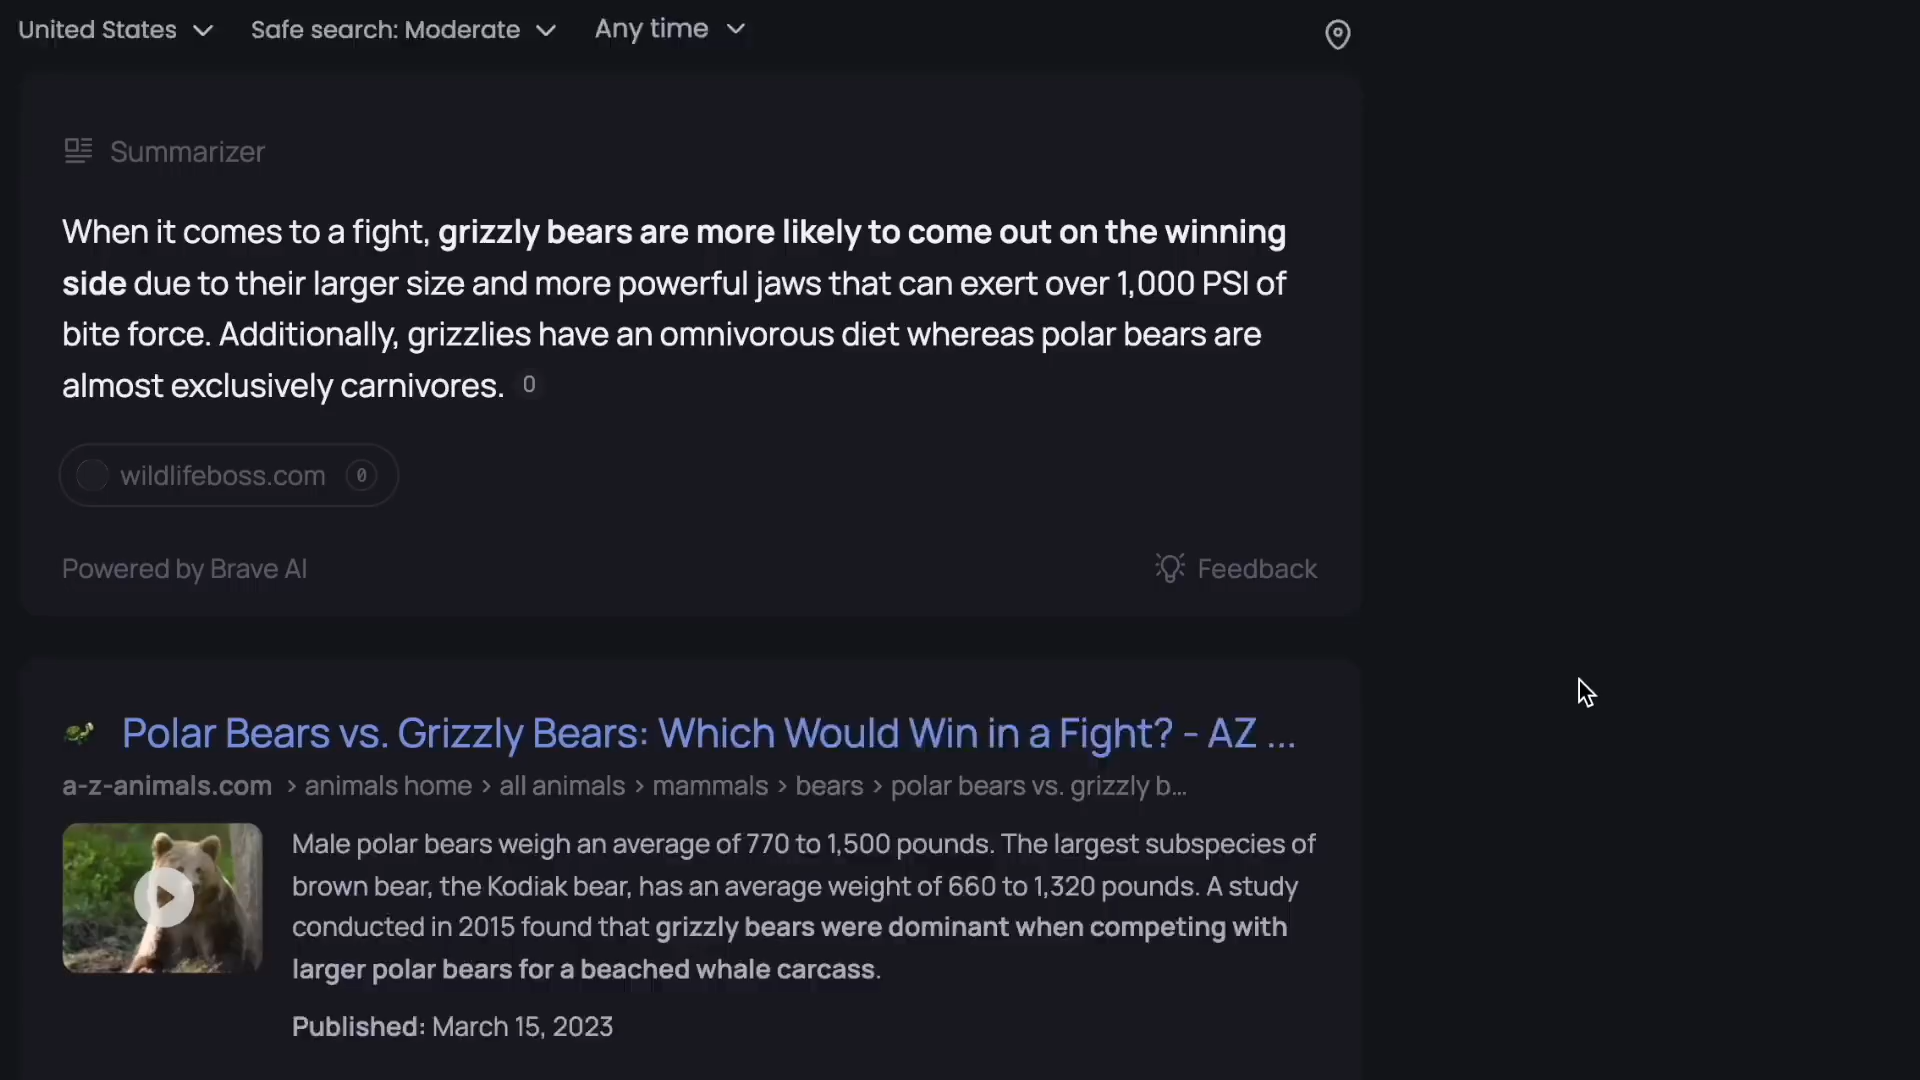 United States Safe search: Moderate Any time
Summarizer
When it comes to a fight, grizzly bears are more likely to come out on the winning
side due to their larger size and more powerful jaws that can exert over 1,000 PSI of
bite force. Additionally, grizzlies have an omnivorous diet whereas polar bears are
almost exclusively carnivores. 0
wildlifeboss.com 0
Powered by Brave AI Feedback
Polar Bears vs. Grizzly Bears: Which Would Win in a Fight? - AZ ...
a-z-animals.com › animals home › all animals › mammals › bears › polar bears vs. grizzly b...
Male polar bears weigh an average of 770 to 1,500 pounds. The largest subspecies of
brown bear, the Kodiak bear, has an average weight of 660 to 1,320 pounds. A study
conducted in 2015 found that grizzly bears were dominant when competing with
larger polar bears for a beached whale carcass.
Published: March 15, 2023